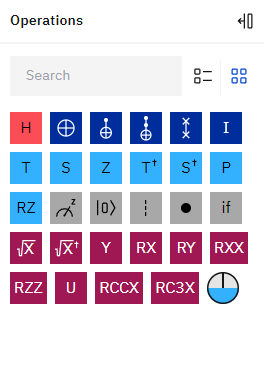 Operations
Search
H I
T S Z T† S† P
RZ z |0⟩ if
√X √X† Y RX RY RXX
RZZ U RCCX RC3X